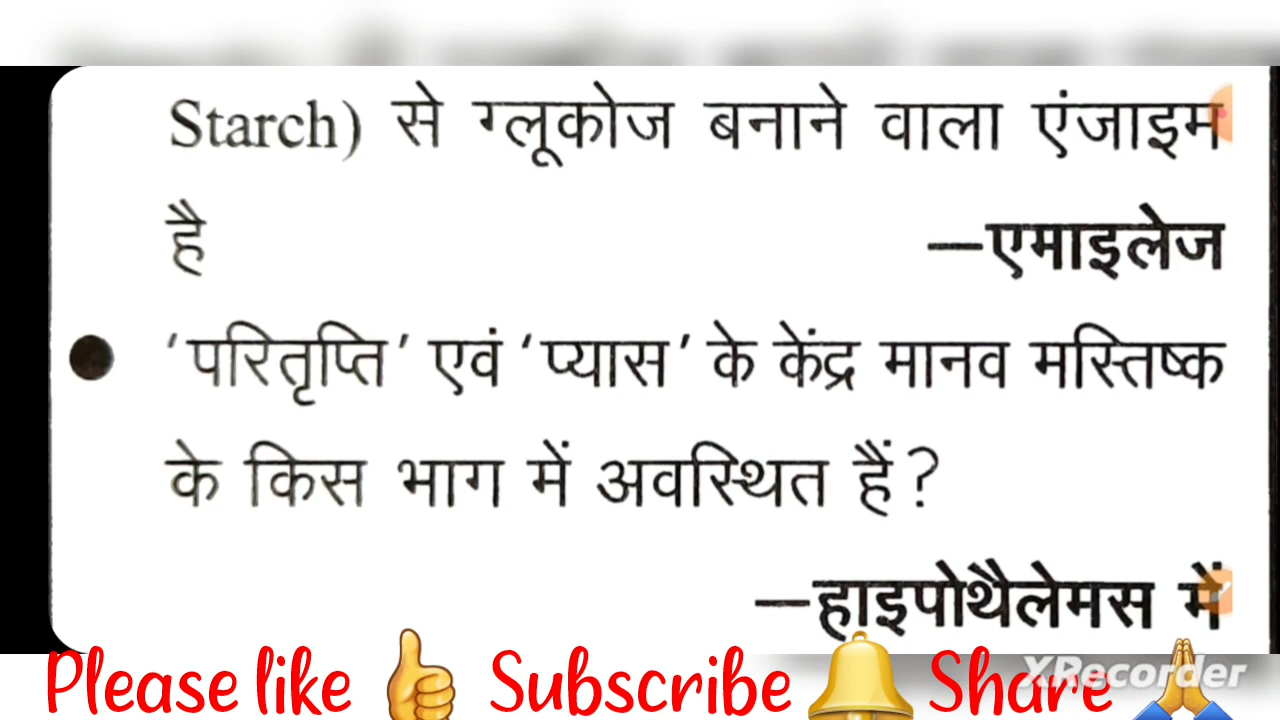 Starch) से ग्लूकोज बनाने वाला एंजाइम
है —एमाइलेज
● ‘परितृप्ति’ एवं ‘प्यास’ के केंद्र मानव मस्तिष्क
के किस भाग में अवस्थित हैं?
—हाइपोथैलेमस में
Please like 👍 Subscribe 🔔 Share 🙏
XRecorder